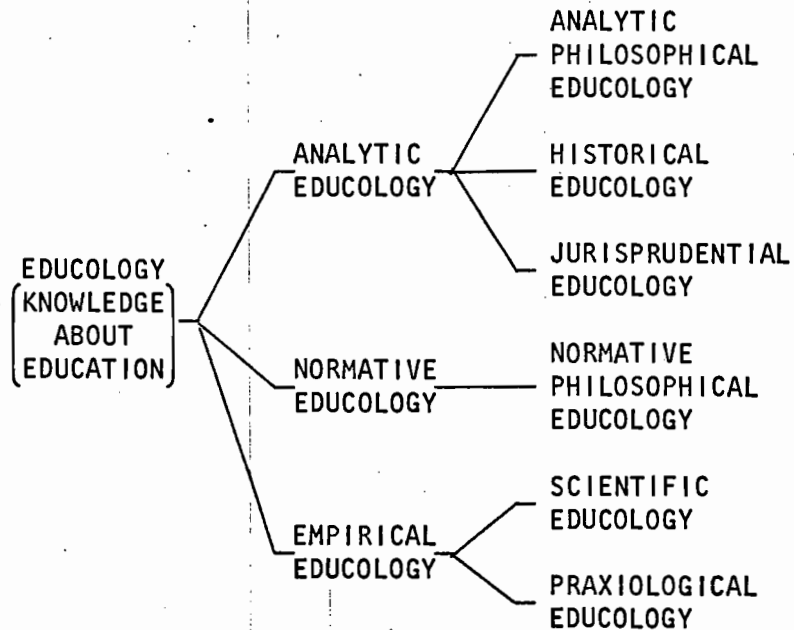 EDUCOLOGY
(KNOWLEDGE
ABOUT
EDUCATION)
ANALYTIC
EDUCOLOGY
NORMATIVE
EDUCOLOGY
EMPIRICAL
EDUCOLOGY
ANALYTIC
PHILOSOPHICAL
EDUCOLOGY
HISTORICAL
EDUCOLOGY
JURISPRUDENTIAL
EDUCOLOGY
NORMATIVE
PHILOSOPHICAL
EDUCOLOGY
SCIENTIFIC
EDUCOLOGY
PRAXIOLOGICAL
EDUCOLOGY